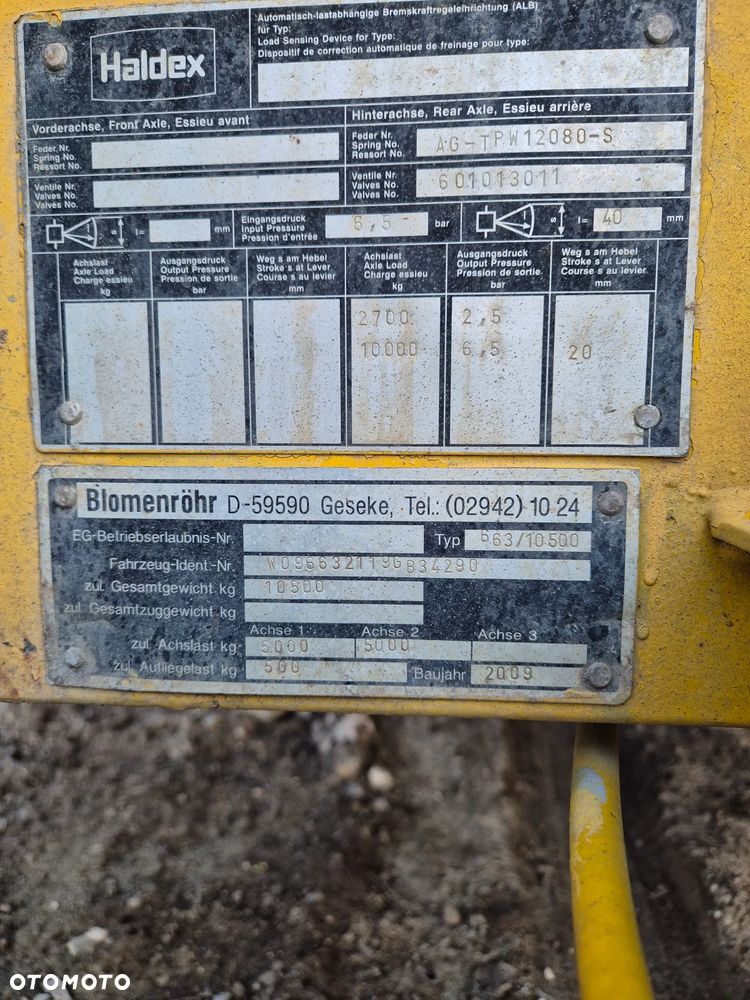 Haldex
Automatisch-lastabhängige Bremskraftregeleinrichtung (ALB)
für Typ:
Load Sensing Device for Type:
Dispositif de correction automatique de freinage pour type:
Vorderachse, Front Axle, Essieu avant
Hinterachse, Rear Axle, Essieu arrière
Feder Nr.
Spring No.
Ressort No.
Feder Nr.
Spring No.
Ressort No.
AG-TPW12080-S
Ventile Nr.
Valves No.
Valves No.
Ventile Nr.
Valves No.
Valves No.
601013011
s l= mm
Eingangsdruck
Input Pressure
Pression d'entrée
6,5 bar
s l= 40 mm
Achslast
Axle Load
Charge essieu
kg
Ausgangsdruck
Output Pressure
Pression de sortie
bar
Weg s am Hebel
Stroke s at Lever
Course s au levier
mm
Achslast
Axle Load
Charge essieu
kg
Ausgangsdruck
Output Pressure
Pression de sortie
bar
Weg s am Hebel
Stroke s at Lever
Course s au levier
mm
2700 2,5
10000 6,5 20
Blomenröhr D-59590 Geseke, Tel.: (02942) 10 24
EG-Betriebserlaubnis-Nr. Typ 663/10500
Fahrzeug-Ident.-Nr. W096632119GB34290
zul. Gesamtgewicht kg 10500
zul. Gesamtzuggewicht kg
Achse 1 Achse 2 Achse 3
zul. Achslast kg 5000 5000
zul. Aufliegelast kg 500 Baujahr 2009
OTOMOTO